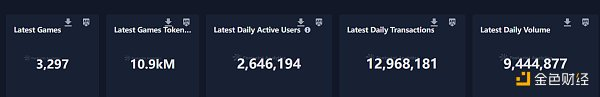 Latest Games
3,297
Latest Games Token...
10.9kM
Latest Daily Active Users
2,646,194
Latest Daily Transactions
12,968,181
Latest Daily Volume
9,444,877
金色财经